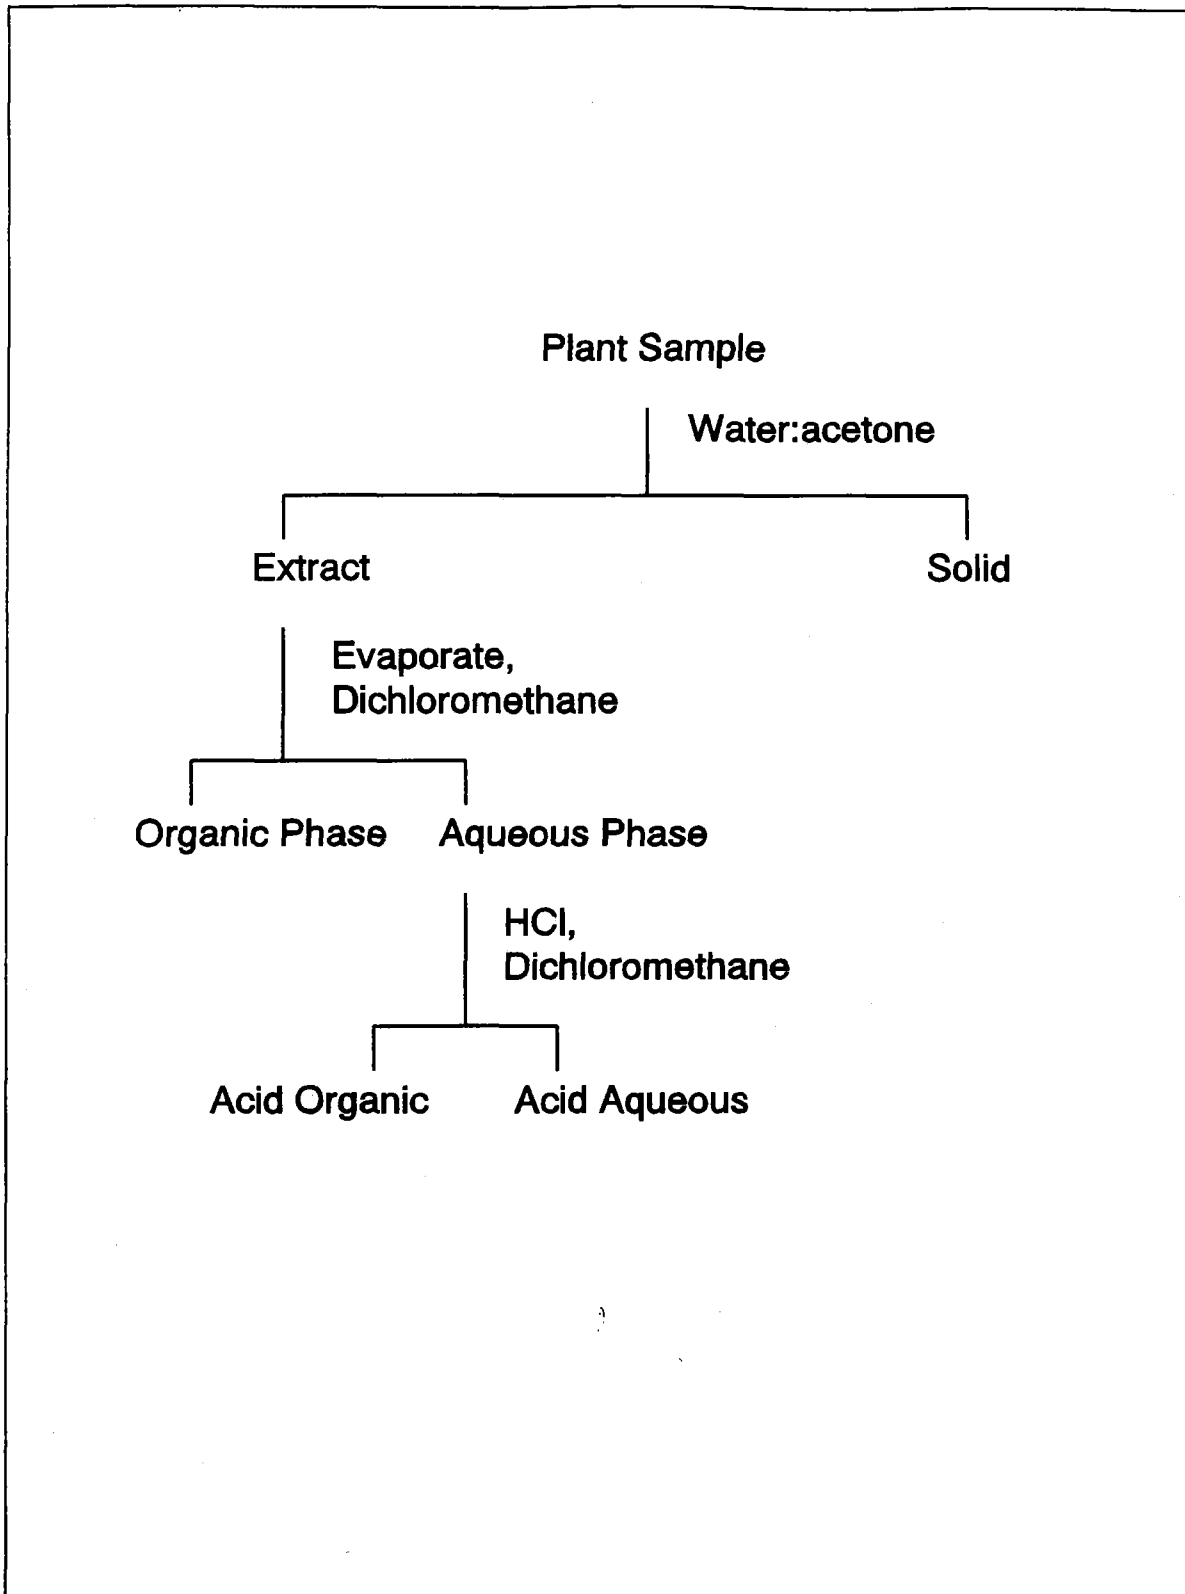 Plant Sample
Water:acetone
Extract
Solid
Evaporate,
Dichloromethane
Organic Phase
Aqueous Phase
HCl,
Dichloromethane
Acid Organic
Acid Aqueous